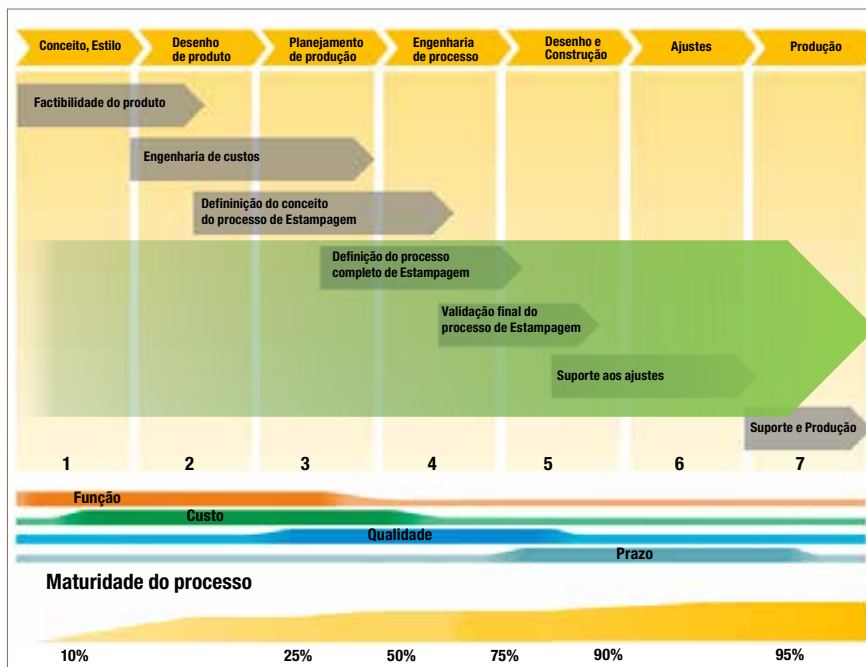 Conceito, Estilo
Desenho
de produto
Planejamento
de produção
Engenharia
de processo
Desenho e
Construção
Ajustes
Produção
Factibilidade do produto
Engenharia de custos
Defininição do conceito
do processo de Estampagem
Definição do processo
completo de Estampagem
Validação final do
processo de Estampagem
Suporte aos ajustes
Suporte e Produção
1 2 3 4 5 6 7
Função
Custo
Qualidade
Prazo
Maturidade do processo
10% 25% 50% 75% 90% 95%